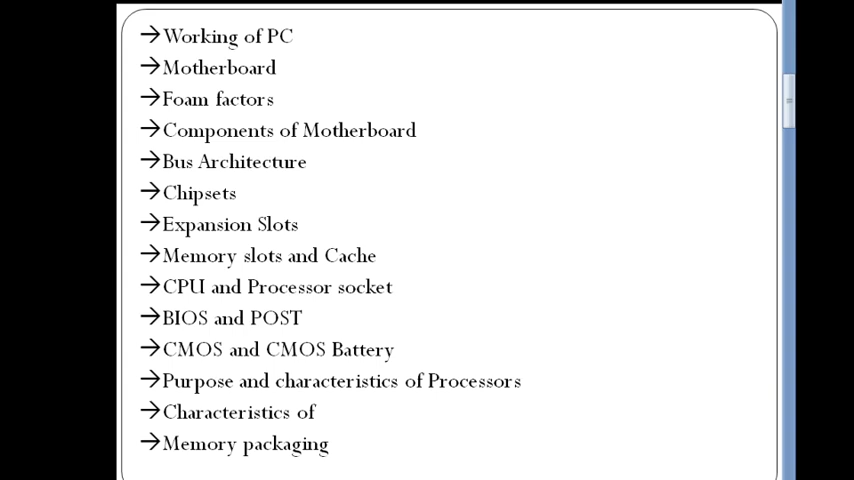 →Working of PC
→Motherboard
→Foam factors
→Components of Motherboard
→Bus Architecture
→Chipsets
→Expansion Slots
→Memory slots and Cache
→CPU and Processor socket
→BIOS and POST
→CMOS and CMOS Battery
→Purpose and characteristics of Processors
→Characteristics of
→Memory packaging